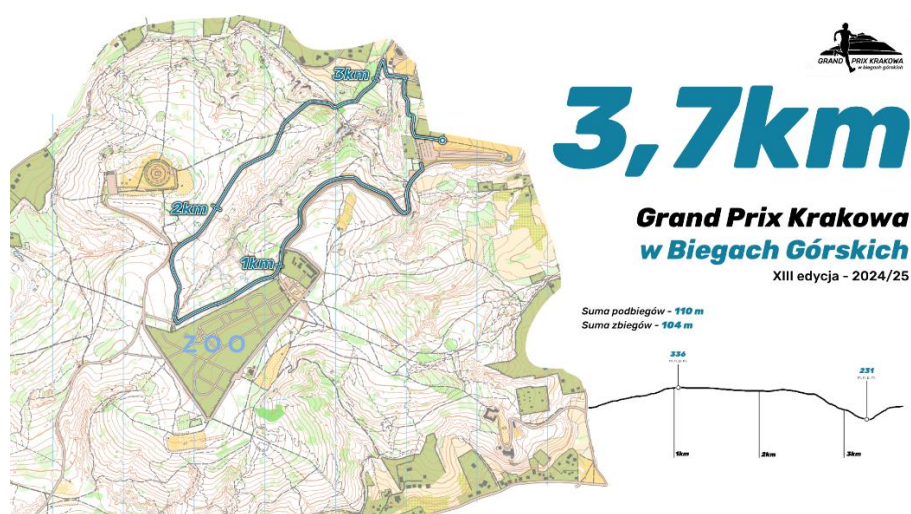 GRAND PRIX KRAKOWA
w biegach górskich
3,7km
Grand Prix Krakowa
w Biegach Górskich
XIII edycja - 2024/25
Suma podbiegów - 110 m
Suma zbiegów - 104 m
336
m n.p.m.
231
m n.p.m.
1km
2km
3km
3km
2km
1km
ZOO